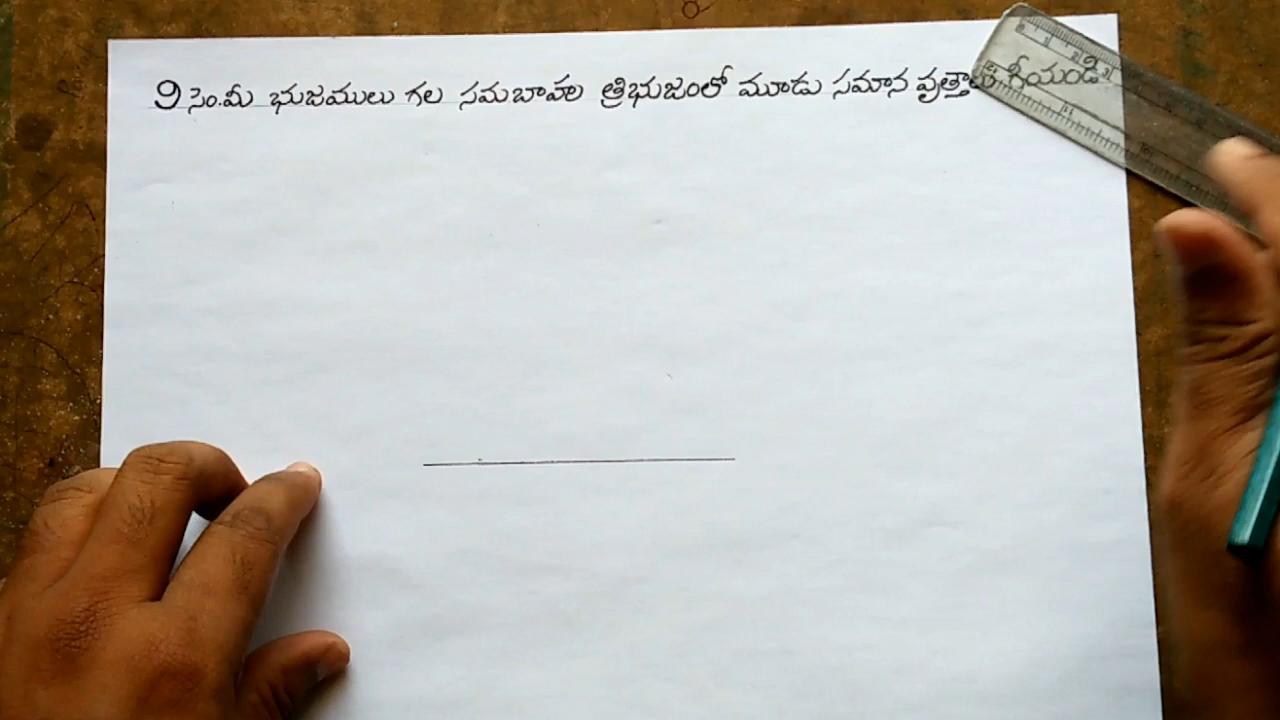 9 సెం.మీ భుజములు గల సమబాహు త్రిభుజంలో మూడు సమాన వృత్తాలు గీయండి